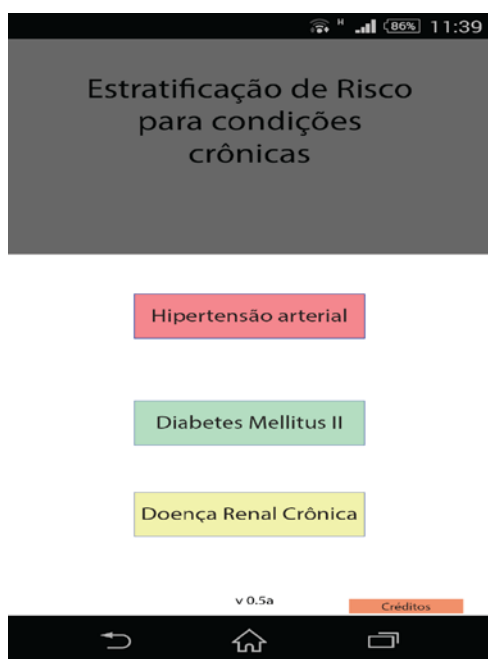 H 86% 11:39
Estratificação de Risco
para condições
crônicas
Hipertensão arterial
Diabetes Mellitus II
Doença Renal Crônica
v 0.5a
Créditos